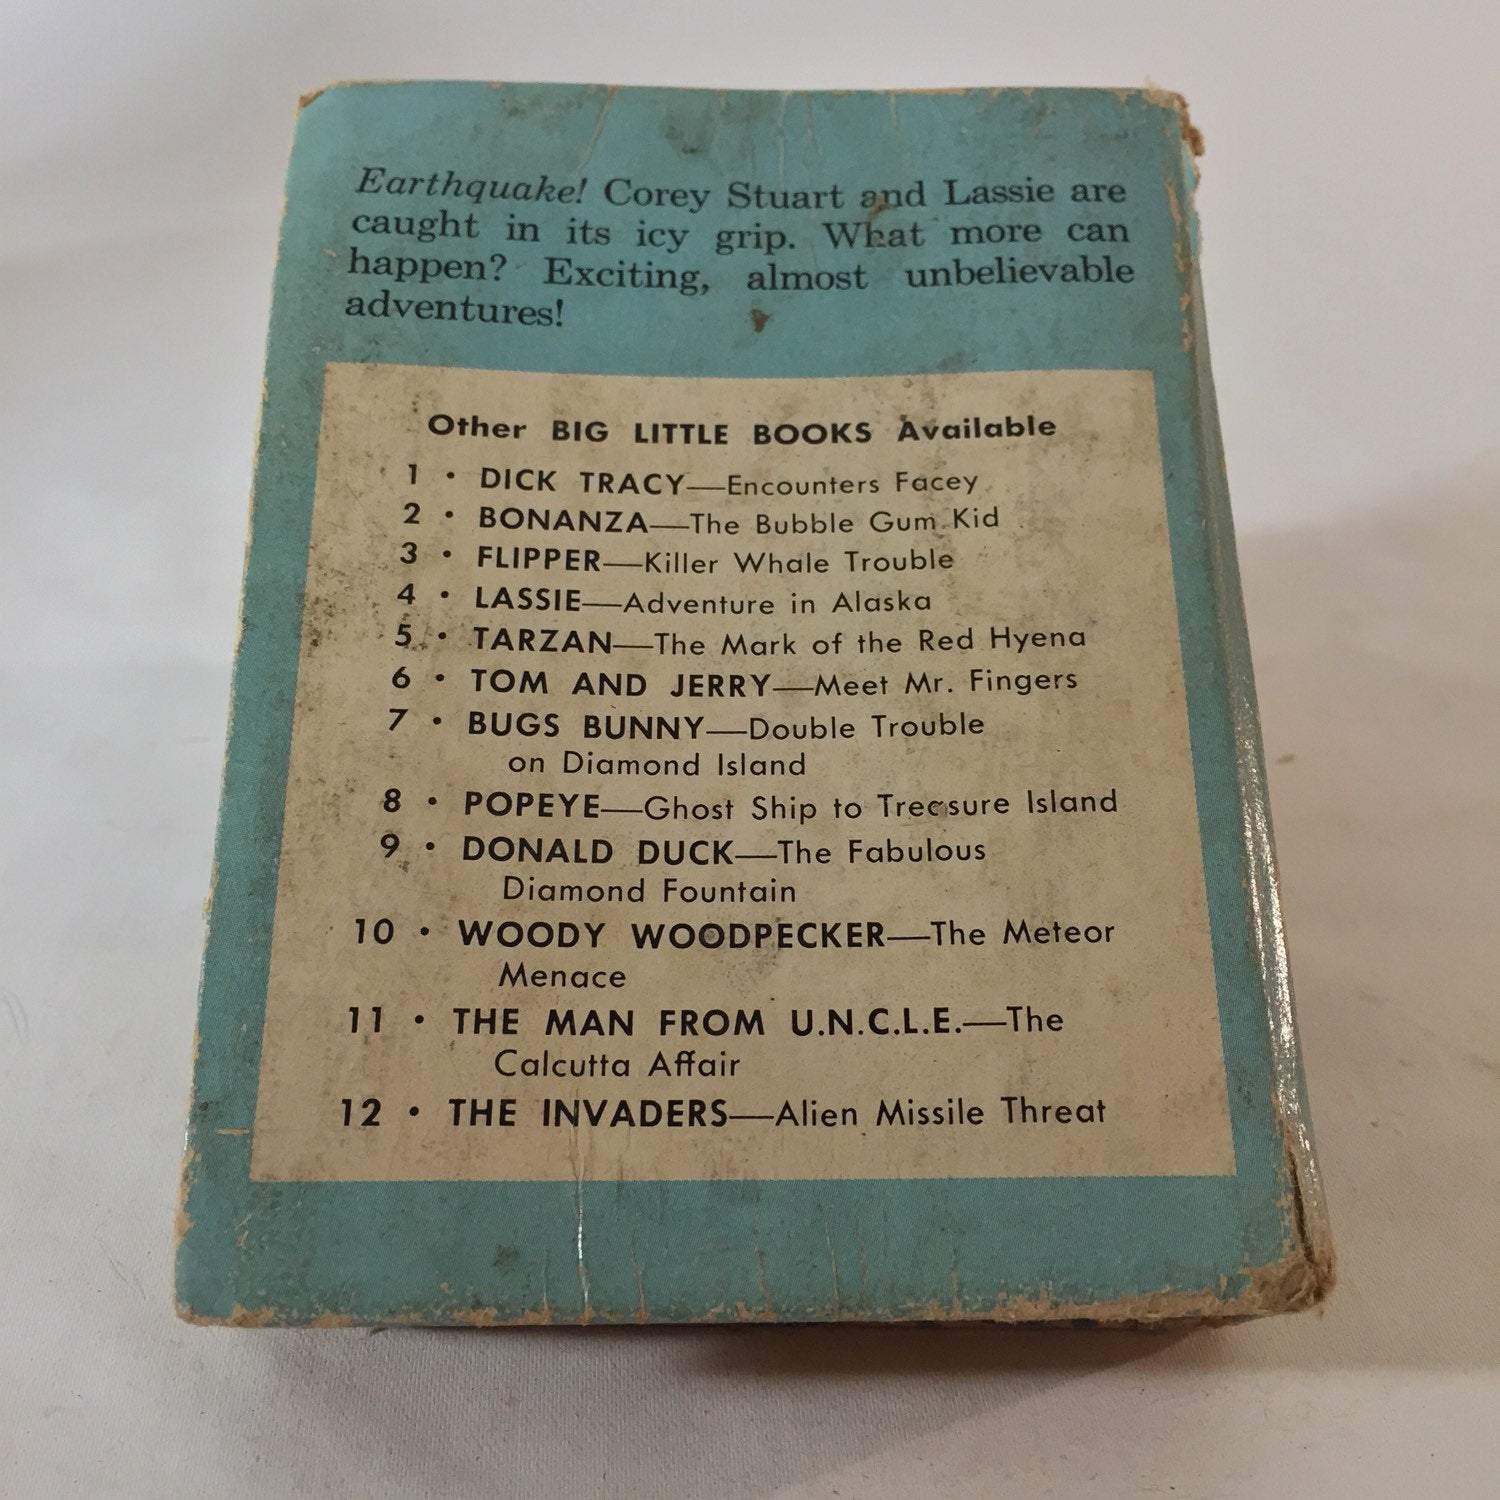 Earthquake! Corey Stuart and Lassie are
caught in its icy grip. What more can
happen? Exciting, almost unbelievable
adventures!
Other BIG LITTLE BOOKS Available
1 • DICK TRACY—Encounters Facey
2 • BONANZA—The Bubble Gum Kid
3 • FLIPPER—Killer Whale Trouble
4 • LASSIE—Adventure in Alaska
5 • TARZAN—The Mark of the Red Hyena
6 • TOM AND JERRY—Meet Mr. Fingers
7 • BUGS BUNNY—Double Trouble
on Diamond Island
8 • POPEYE—Ghost Ship to Treasure Island
9 • DONALD DUCK—The Fabulous
Diamond Fountain
10 • WOODY WOODPECKER—The Meteor
Menace
11 • THE MAN FROM U.N.C.L.E.—The
Calcutta Affair
12 • THE INVADERS—Alien Missile Threat